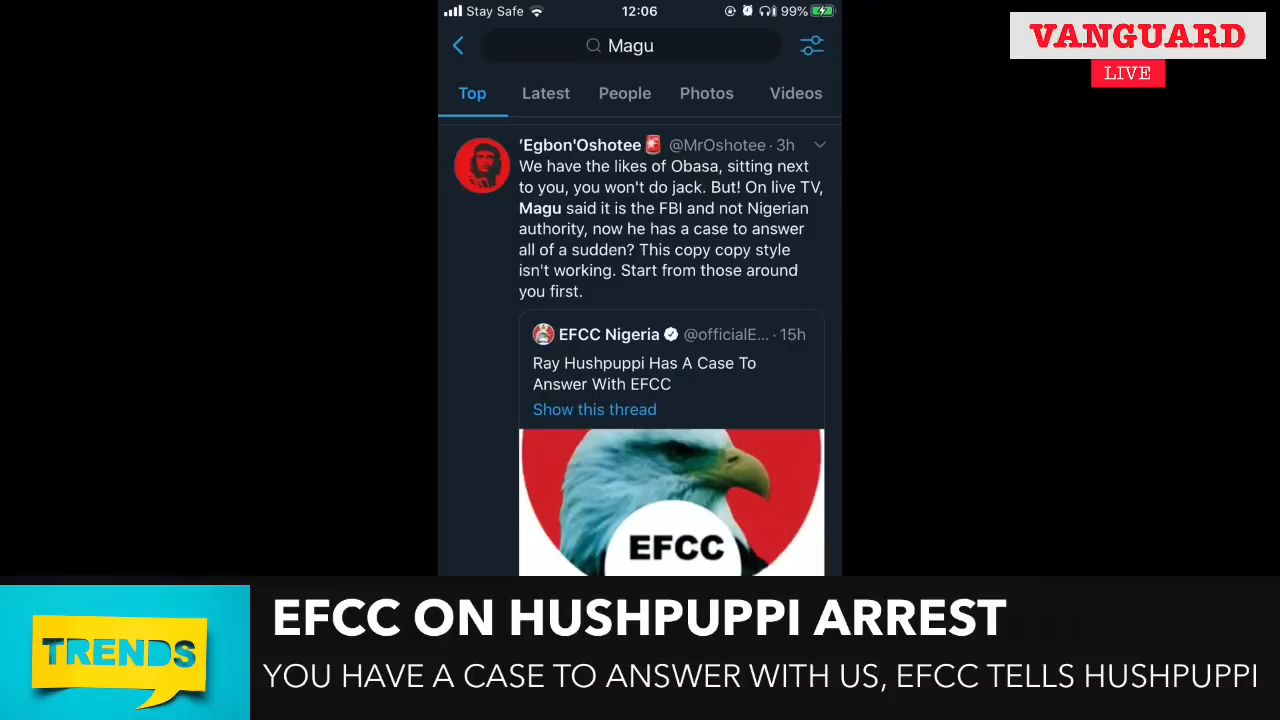 Stay Safe 12:06 99%
Magu
Top Latest People Photos Videos
'Egbon'Oshotee🚨 @MrOshotee · 3h
We have the likes of Obasa, sitting next
to you, you won't do jack. But! On live TV,
Magu said it is the FBI and not Nigerian
authority, now he has a case to answer
all of a sudden? This copy copy style
isn't working. Start from those around
you first.
EFCC Nigeria @officialE... · 15h
Ray Hushpuppi Has A Case To
Answer With EFCC
Show this thread
EFCC
VANGUARD
LIVE
TRENDS
EFCC ON HUSHPUPPI ARREST
YOU HAVE A CASE TO ANSWER WITH US, EFCC TELLS HUSHPUPPI